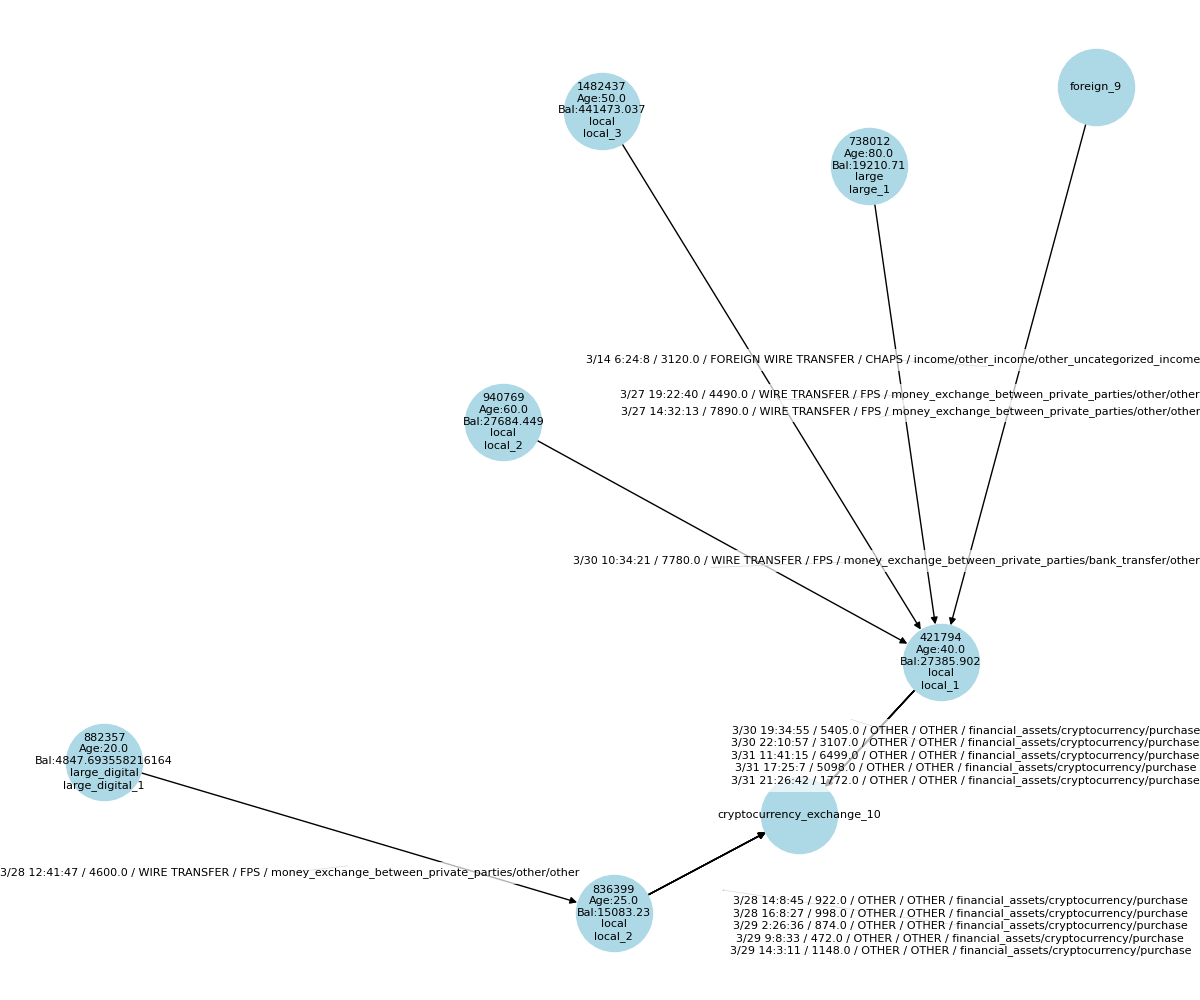 foreign_9
1482437
Age:50.0
Bal:441473.037
local
local_3
738012
Age:80.0
Bal:19210.71
large
large_1
3/14 6:24:8 / 3120.0 / FOREIGN WIRE TRANSFER / CHAPS / income/other_income/other_uncategorized_income
3/27 19:22:40 / 4490.0 / WIRE TRANSFER / FPS / money_exchange_between_private_parties/other/other
3/27 14:32:13 / 7890.0 / WIRE TRANSFER / FPS / money_exchange_between_private_parties/other/other
940769
Age:60.0
Bal:27684.449
local
local_2
3/30 10:34:21 / 7780.0 / WIRE TRANSFER / FPS / money_exchange_between_private_parties/bank_transfer/other
421794
Age:40.0
Bal:27385.902
local
local_1
3/30 19:34:55 / 5405.0 / OTHER / OTHER / financial_assets/cryptocurrency/purchase
3/30 22:10:57 / 3107.0 / OTHER / OTHER / financial_assets/cryptocurrency/purchase
3/31 11:41:15 / 6499.0 / OTHER / OTHER / financial_assets/cryptocurrency/purchase
3/31 17:25:7 / 5098.0 / OTHER / OTHER / financial_assets/cryptocurrency/purchase
3/31 21:26:42 / 1772.0 / OTHER / OTHER / financial_assets/cryptocurrency/purchase
882357
Age:20.0
Bal:4847.693558216164
large_digital
large_digital_1
cryptocurrency_exchange_10
3/28 12:41:47 / 4600.0 / WIRE TRANSFER / FPS / money_exchange_between_private_parties/other/other
836399
Age:25.0
Bal:15083.23
local
local_2
3/28 14:8:45 / 922.0 / OTHER / OTHER / financial_assets/cryptocurrency/purchase
3/28 16:8:27 / 998.0 / OTHER / OTHER / financial_assets/cryptocurrency/purchase
3/29 2:26:36 / 874.0 / OTHER / OTHER / financial_assets/cryptocurrency/purchase
3/29 9:8:33 / 472.0 / OTHER / OTHER / financial_assets/cryptocurrency/purchase
3/29 14:3:11 / 1148.0 / OTHER / OTHER / financial_assets/cryptocurrency/purchase